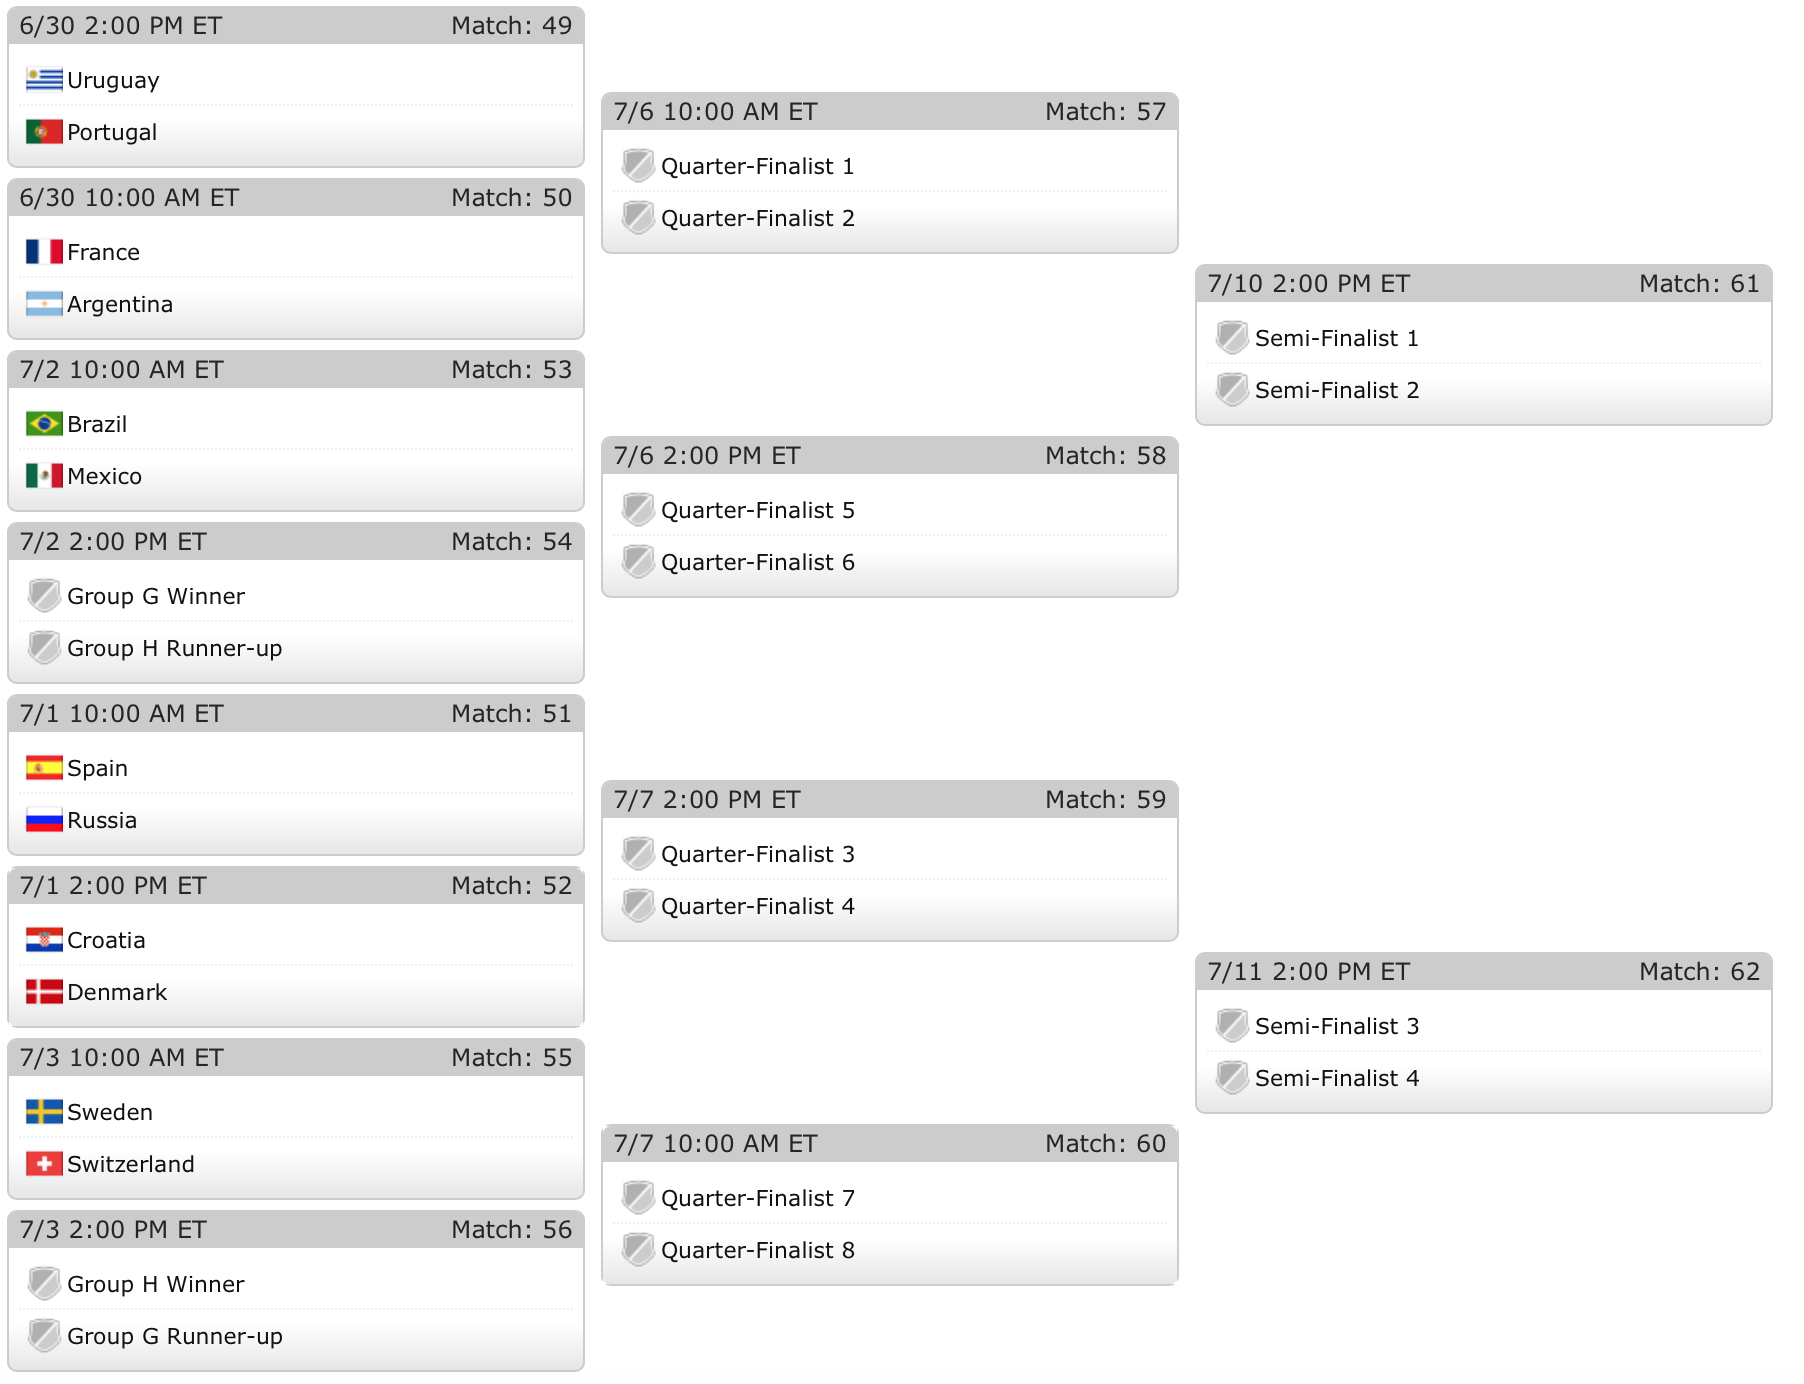 6/30 2:00 PM ET Match: 49
Uruguay
Portugal
6/30 10:00 AM ET Match: 50
France
Argentina
7/2 10:00 AM ET Match: 53
Brazil
Mexico
7/2 2:00 PM ET Match: 54
Group G Winner
Group H Runner-up
7/1 10:00 AM ET Match: 51
Spain
Russia
7/1 2:00 PM ET Match: 52
Croatia
Denmark
7/3 10:00 AM ET Match: 55
Sweden
Switzerland
7/3 2:00 PM ET Match: 56
Group H Winner
Group G Runner-up
7/6 10:00 AM ET Match: 57
Quarter-Finalist 1
Quarter-Finalist 2
7/6 2:00 PM ET Match: 58
Quarter-Finalist 5
Quarter-Finalist 6
7/7 2:00 PM ET Match: 59
Quarter-Finalist 3
Quarter-Finalist 4
7/7 10:00 AM ET Match: 60
Quarter-Finalist 7
Quarter-Finalist 8
7/10 2:00 PM ET Match: 61
Semi-Finalist 1
Semi-Finalist 2
7/11 2:00 PM ET Match: 62
Semi-Finalist 3
Semi-Finalist 4